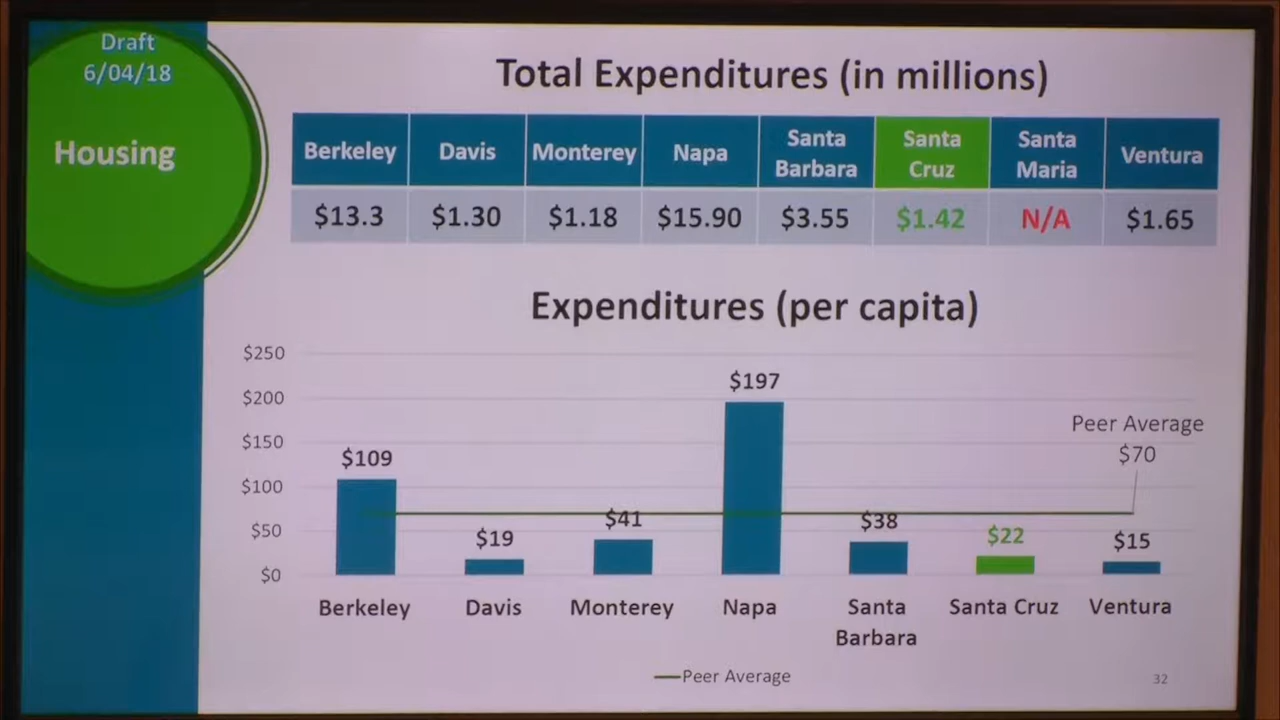 Draft
6/04/18
Housing
Total Expenditures (in millions)
Berkeley Davis Monterey Napa Santa Barbara Santa Cruz Santa Maria Ventura
$13.3 $1.30 $1.18 $15.90 $3.55 $1.42 N/A $1.65
Expenditures (per capita)
$250
$200
$150
$100
$50
$0
$109
$19
$41
$197
$38
$22
$15
Peer Average
$70
Berkeley Davis Monterey Napa Santa Barbara Santa Cruz Ventura
Peer Average
32